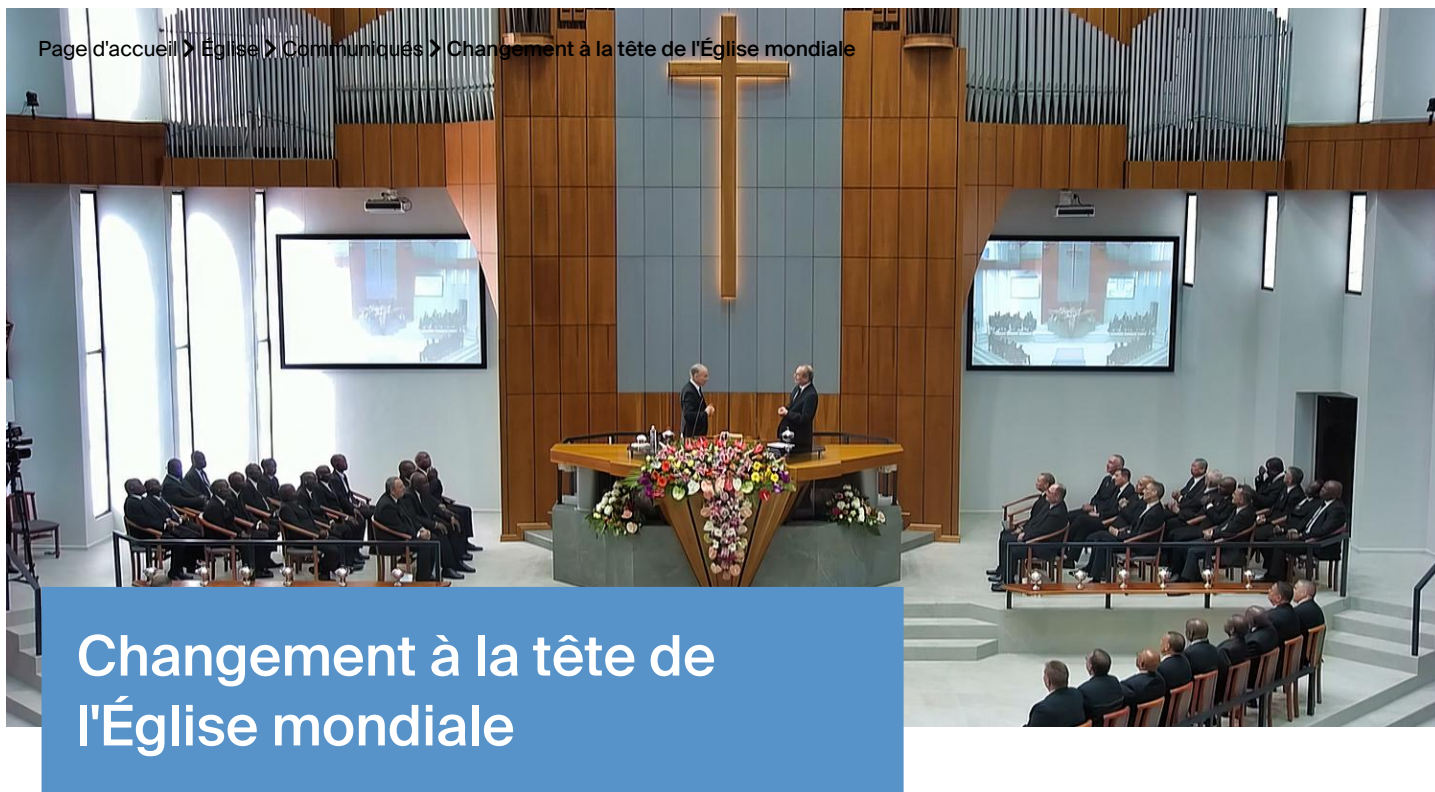 Page d'accueil > Église > Communiqués > Changement à la tête de l'Église mondiale
Changement à la tête de
l'Église mondiale